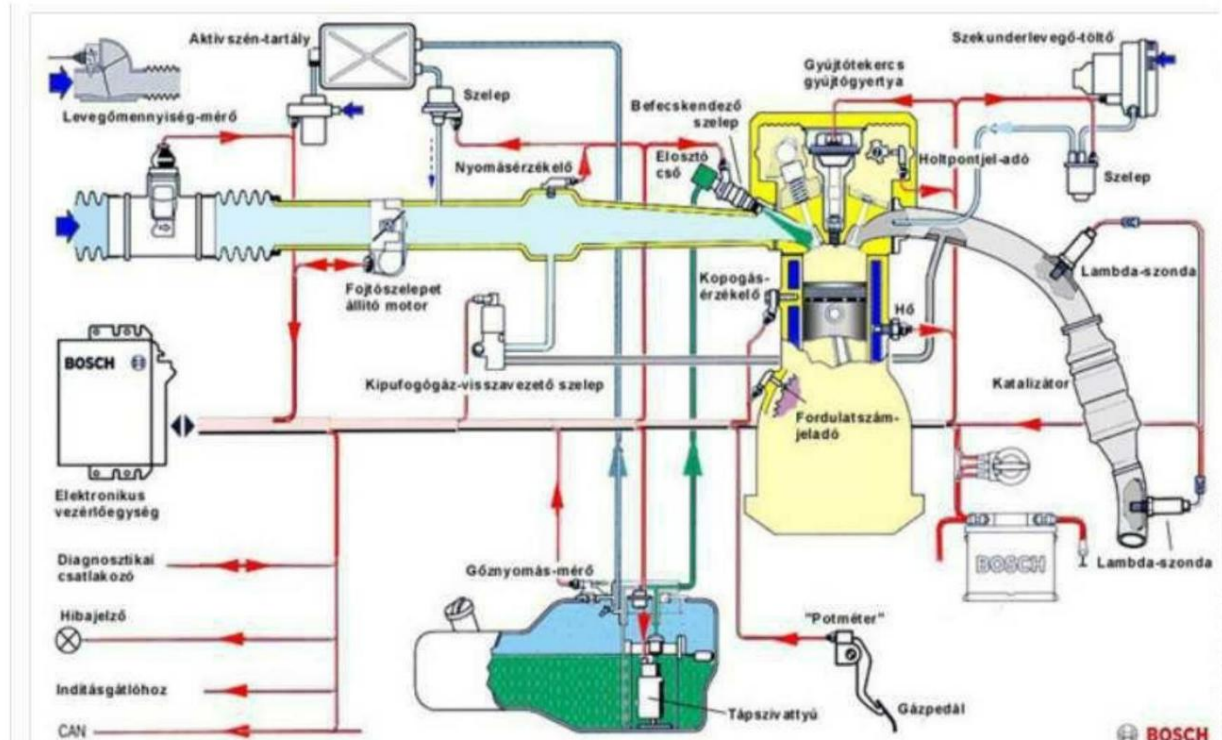 Aktívszén-tartály
Szelep
Levegőmennyiség-mérő
Nyomásérzékelő
Befecskendező
szelep
Elosztó
cső
Gyújtótekercs
gyújtógyertya
Szekunderlevegő-töltő
Holtpontjel-adó
Szelep
Lambda-szonda
Fojtószelepet
állító motor
Kopogás-
érzékelő
Hő
BOSCH
Kipufogógáz-visszavezető szelep
Katalizátor
Fordulatszám-
jeladó
Elektronikus
vezérlőegység
Diagnosztikai
csatlakozó
Gőznyomás-mérő
BOSCH
Lambda-szonda
Hibajelző
"Potméter"
Indításgátlóhoz
Tápszivattyú
Gázpedál
CAN
BOSCH